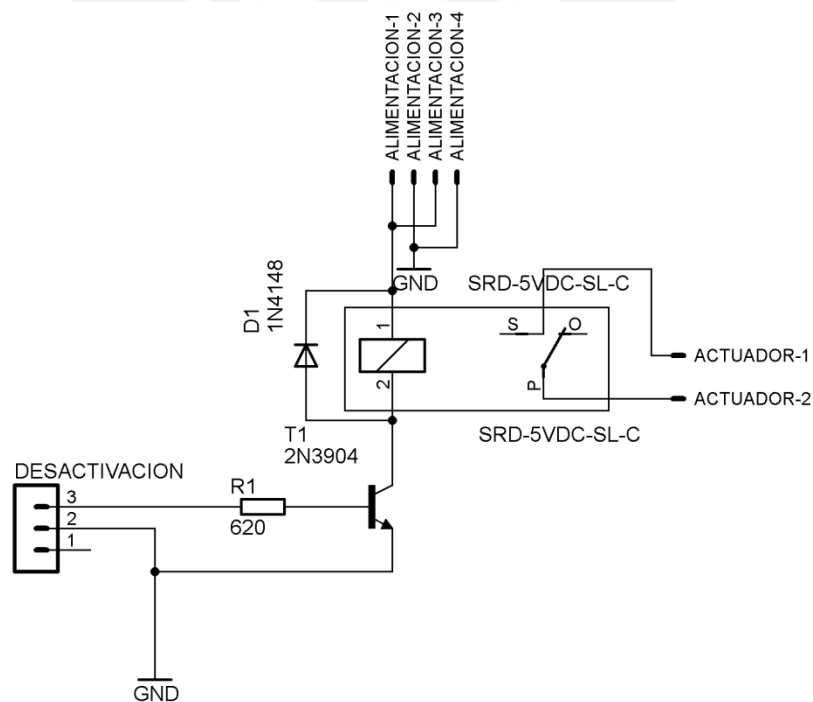 ALIMENTACION-1
ALIMENTACION-2
ALIMENTACION-3
ALIMENTACION-4
GND
SRD-5VDC-SL-C
D1
1N4148
1
2
S
O
P
ACTUADOR-1
ACTUADOR-2
SRD-5VDC-SL-C
T1
2N3904
DESACTIVACION
3
2
1
R1
620
GND